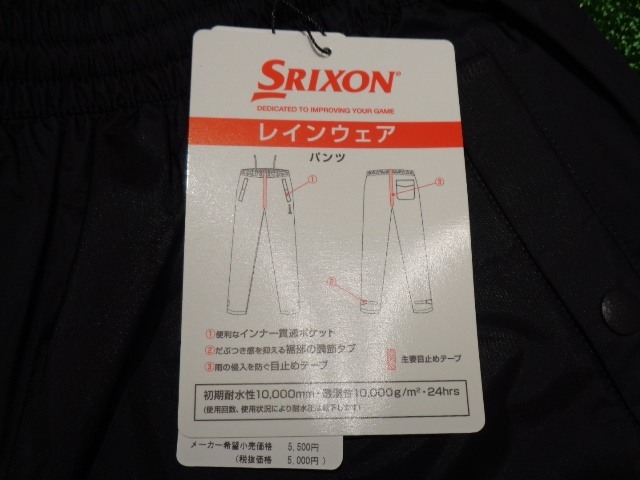 SRIXON®
DEDICATED TO IMPROVING YOUR GAME
レインウェア
パンツ
①
③
②
①便利なインナー貫通ポケット
②だぶつき感を抑える裾部の調節タブ
③雨の侵入を防ぐ目止めテープ
主要目止めテープ
初期耐水性10,000mm・透湿性10,000g/m²・24hrs
(使用回数、使用状況により耐水圧は低下します)
メーカー希望小売価格 5,500円
(税抜価格 5,000円)